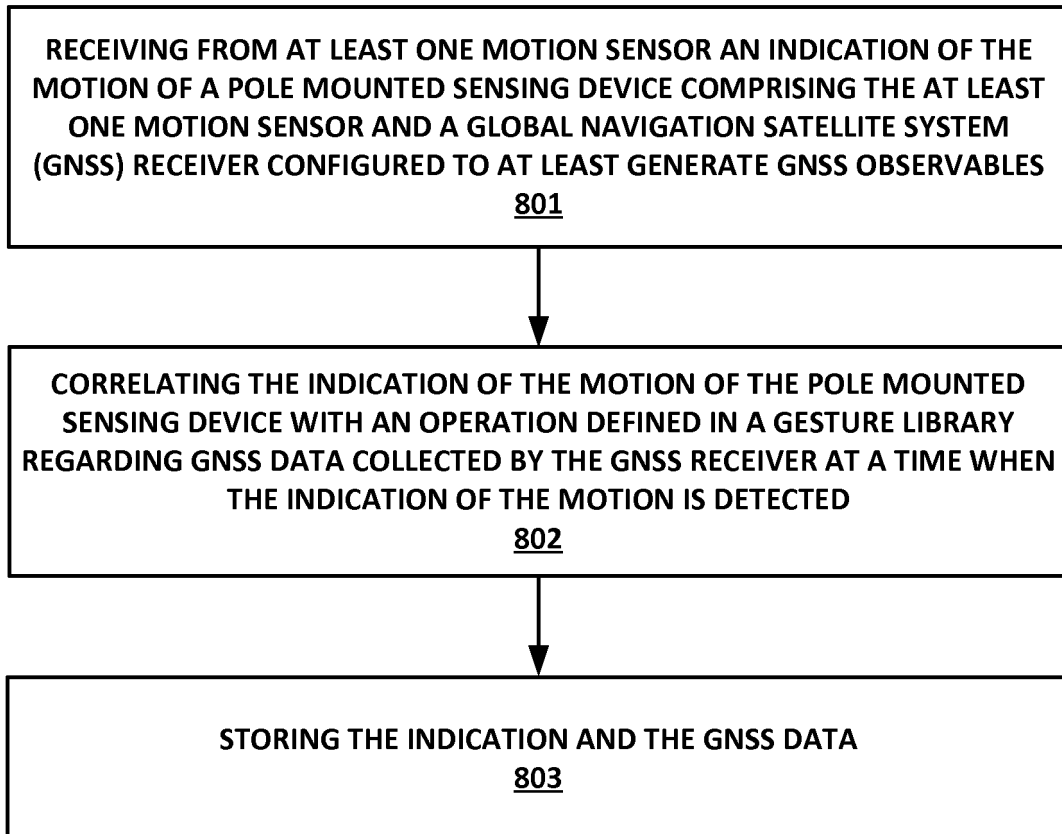 RECEIVING FROM AT LEAST ONE MOTION SENSOR AN INDICATION OF THE
MOTION OF A POLE MOUNTED SENSING DEVICE COMPRISING THE AT LEAST
ONE MOTION SENSOR AND A GLOBAL NAVIGATION SATELLITE SYSTEM
(GNSS) RECEIVER CONFIGURED TO AT LEAST GENERATE GNSS OBSERVABLES
801
CORRELATING THE INDICATION OF THE MOTION OF THE POLE MOUNTED
SENSING DEVICE WITH AN OPERATION DEFINED IN A GESTURE LIBRARY
REGARDING GNSS DATA COLLECTED BY THE GNSS RECEIVER AT A TIME WHEN
THE INDICATION OF THE MOTION IS DETECTED
802
STORING THE INDICATION AND THE GNSS DATA
803